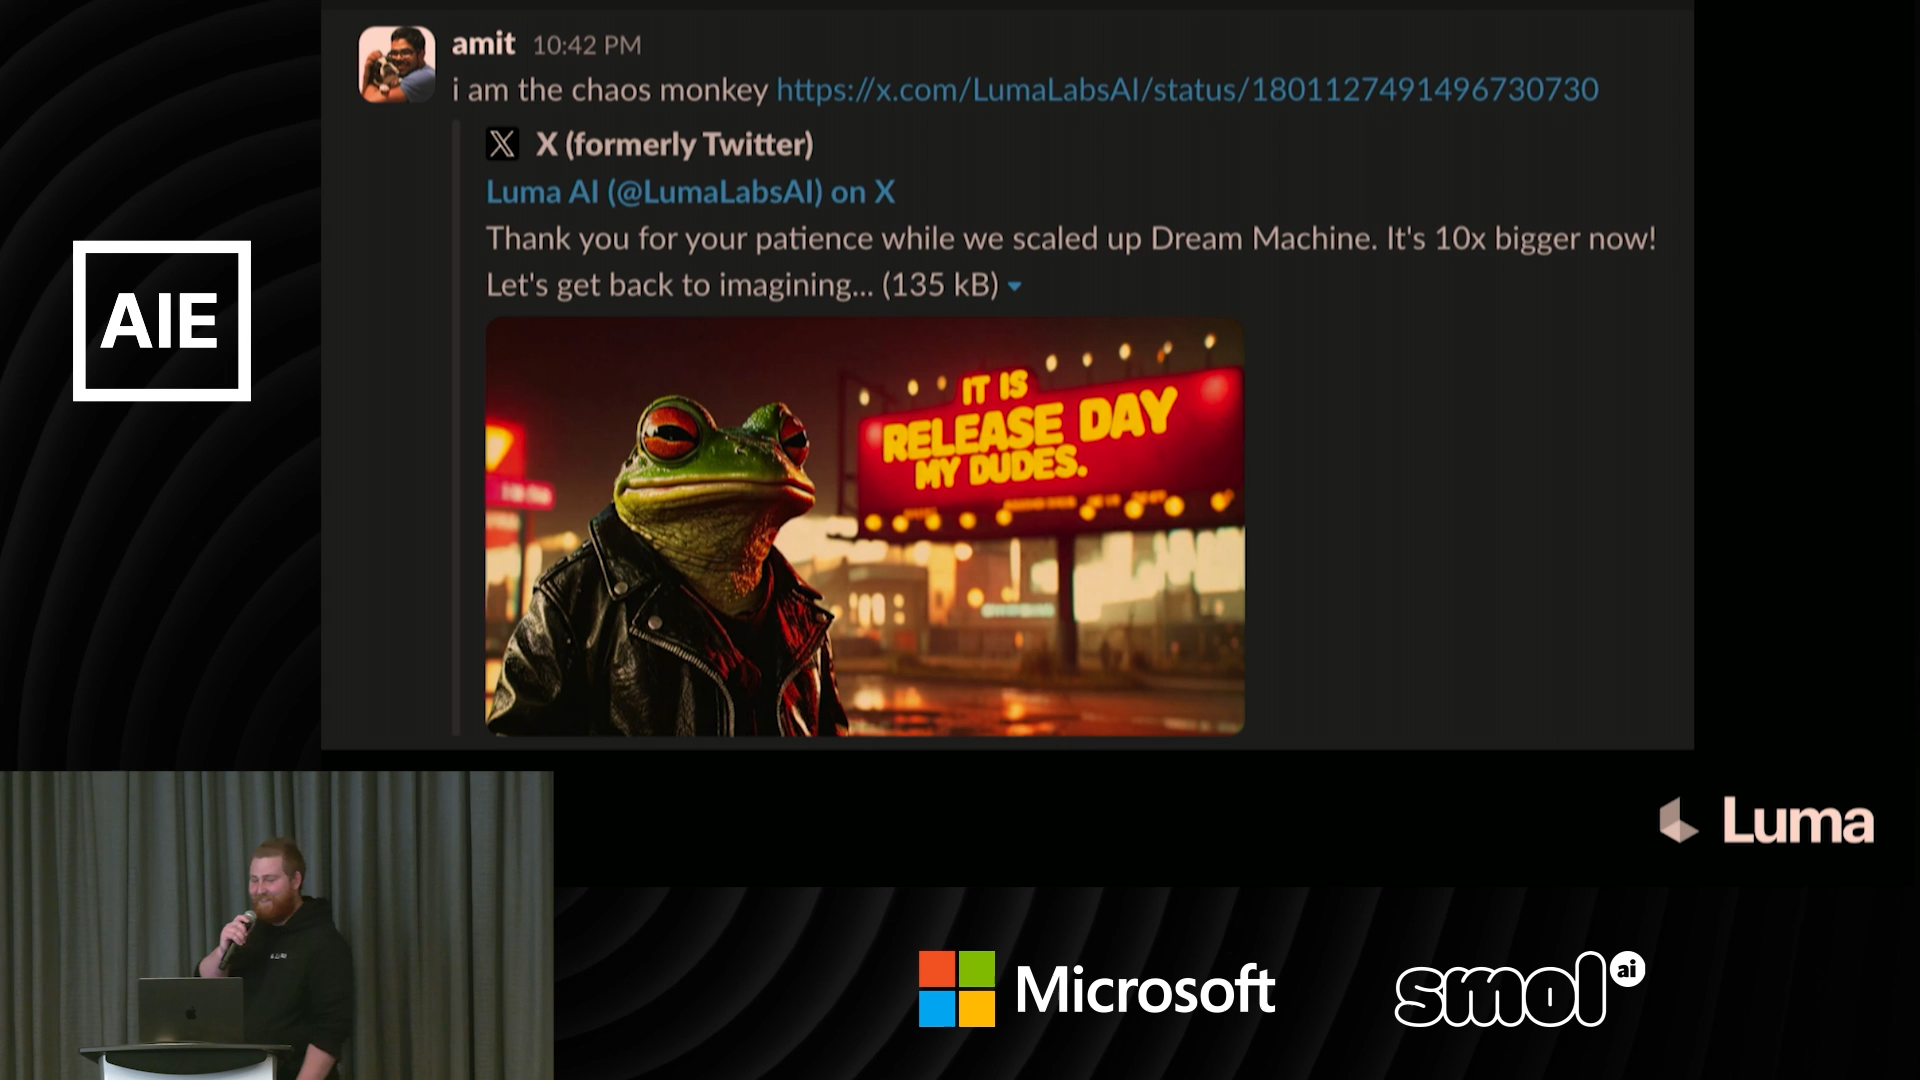 amit 10:42 PM
i am the chaos monkey https://x.com/LumaLabsAI/status/1801127491496730730
X (formerly Twitter)
Luma AI (@LumaLabsAI) on X
Thank you for your patience while we scaled up Dream Machine. It's 10x bigger now!
Let's get back to imagining... (135 kB)
IT IS
RELEASE DAY
MY DUDES.
AIE
Luma
Microsoft
smol ai